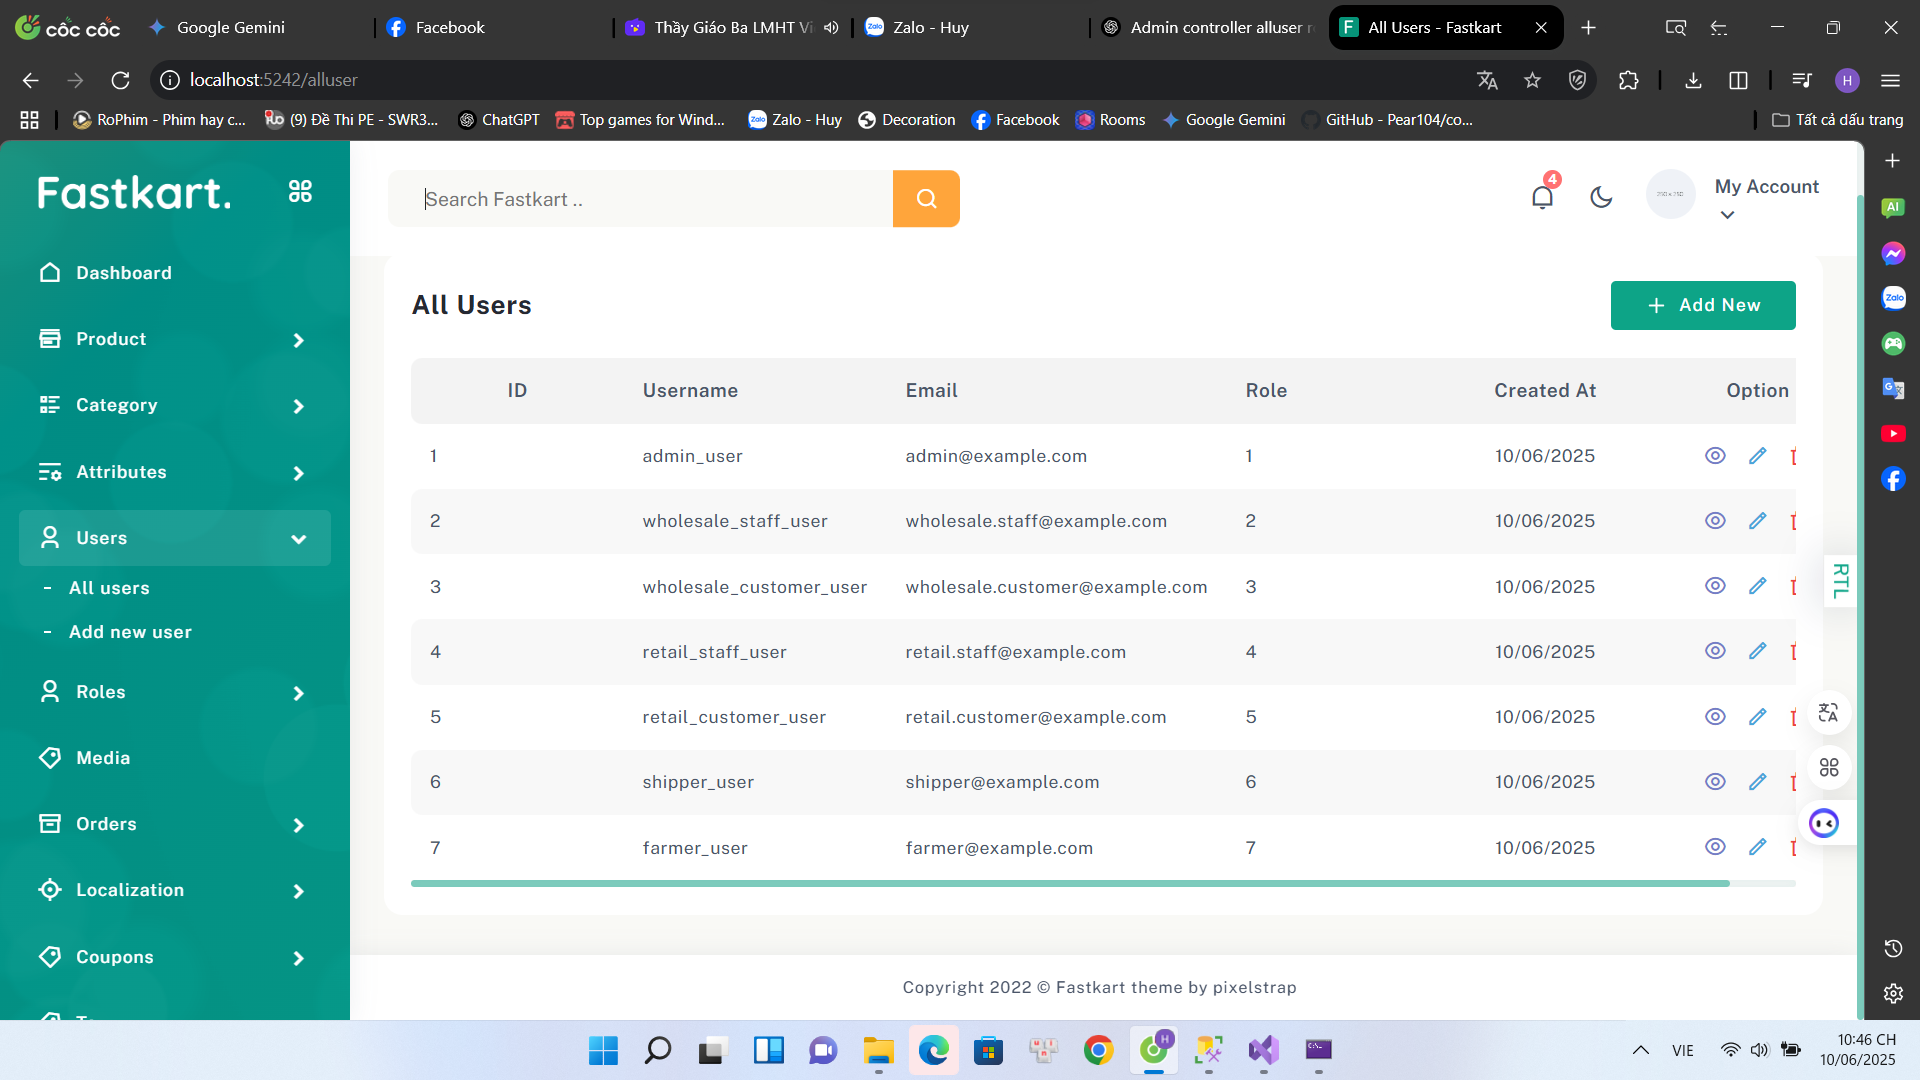 cốc cốc
Google Gemini
Facebook
Thầy Giáo Ba LMHT Vi
Zalo - Huy
Admin controller alluser r
All Users - Fastkart
localhost:5242/alluser
H
RoPhim - Phim hay c...
(9) Đề Thi PE - SWR3...
ChatGPT
Top games for Wind...
Zalo - Huy
Decoration
Facebook
Rooms
Google Gemini
GitHub - Pear104/co...
Tất cả dấu trang
Fastkart.
Search Fastkart ..
4
My Account
AI
Dashboard
Product
Category
Attributes
Users
- All users
- Add new user
Roles
Media
Orders
Localization
Coupons
All Users
+ Add New
ID Username Email Role Created At Option
1 admin_user admin@example.com 1 10/06/2025
2 wholesale_staff_user wholesale.staff@example.com 2 10/06/2025
3 wholesale_customer_user wholesale.customer@example.com 3 10/06/2025
4 retail_staff_user retail.staff@example.com 4 10/06/2025
5 retail_customer_user retail.customer@example.com 5 10/06/2025
6 shipper_user shipper@example.com 6 10/06/2025
7 farmer_user farmer@example.com 7 10/06/2025
RTL
Zalo
Copyright 2022 © Fastkart theme by pixelstrap
H
VIE
10:46 CH
10/06/2025